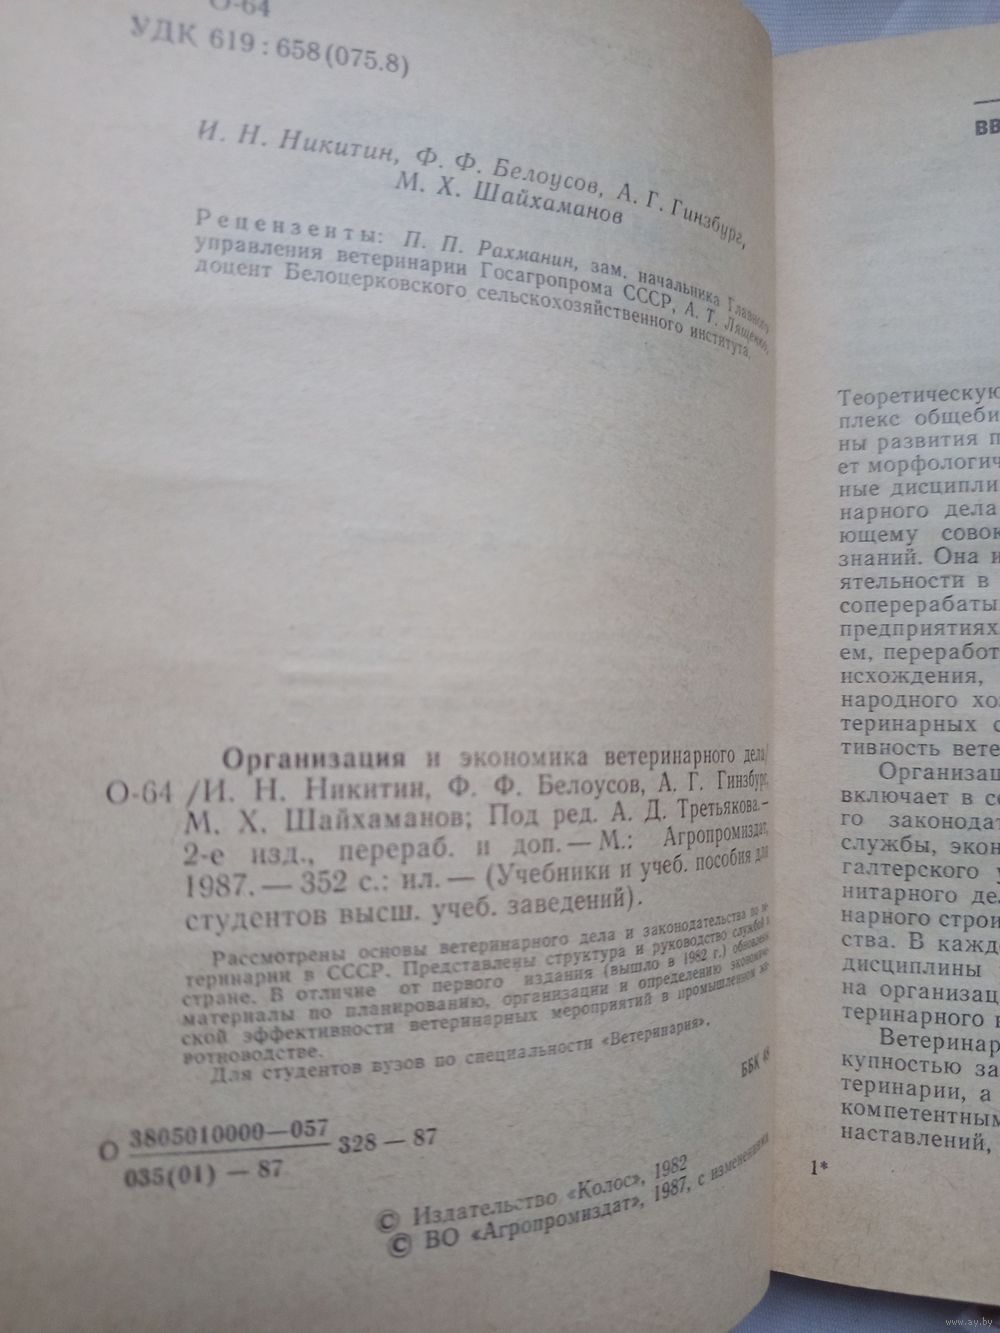 О-64
УДК 619 : 658(075.8)
И. Н. Никитин, Ф. Ф. Белоусов, А. Г. Гинзбург,
М. Х. Шайхаманов
Рецензенты: П. П. Рахманин, зам. начальника Главного
управления ветеринарии Госагропрома СССР, А. Т. Лященко,
доцент Белоцерковского сельскохозяйственного института.
Организация и экономика ветеринарного дела/
О-64 /И. Н. Никитин, Ф. Ф. Белоусов, А. Г. Гинзбург,
М. Х. Шайхаманов; Под ред. А. Д. Третьякова.—
2-е изд., перераб. и доп.— М.: Агропромиздат,
1987. — 352 с.: ил. — (Учебники и учеб. пособия для
студентов высш. учеб. заведений).
Рассмотрены основы ветеринарного дела и законодательства по ве-
теринарии в СССР. Представлены структура и руководство службой в
стране. В отличие от первого издания (вышло в 1982 г.) обновлены
материалы по планированию, организации и определению экономиче-
ской эффективности ветеринарных мероприятий в промышленном жи-
вотноводстве.
Для студентов вузов по специальности «Ветеринария».
ББК 48
О 3805010000—057
035(01) — 87
328 — 87
© Издательство «Колос», 1982
© ВО «Агропромиздат», 1987, с изменениями
ВВ
Теоретическую
плекс общеби
ны развития п
ет морфологич
ные дисципли
нарного дела
ющему совок
знаний. Она и
ятельности в
соперерабаты
предприятиях
ем, переработ
исхождения,
народного хо
теринарных с
тивность вете
Организац
включает в се
го законодат
службы, экон
галтерского у
нитарного де
нарного строи
ства. В кажд
дисциплины
на организац
теринарного
Ветеринар
купностью за
теринарии, а
компетентным
наставлений,
1*
www.ay.by